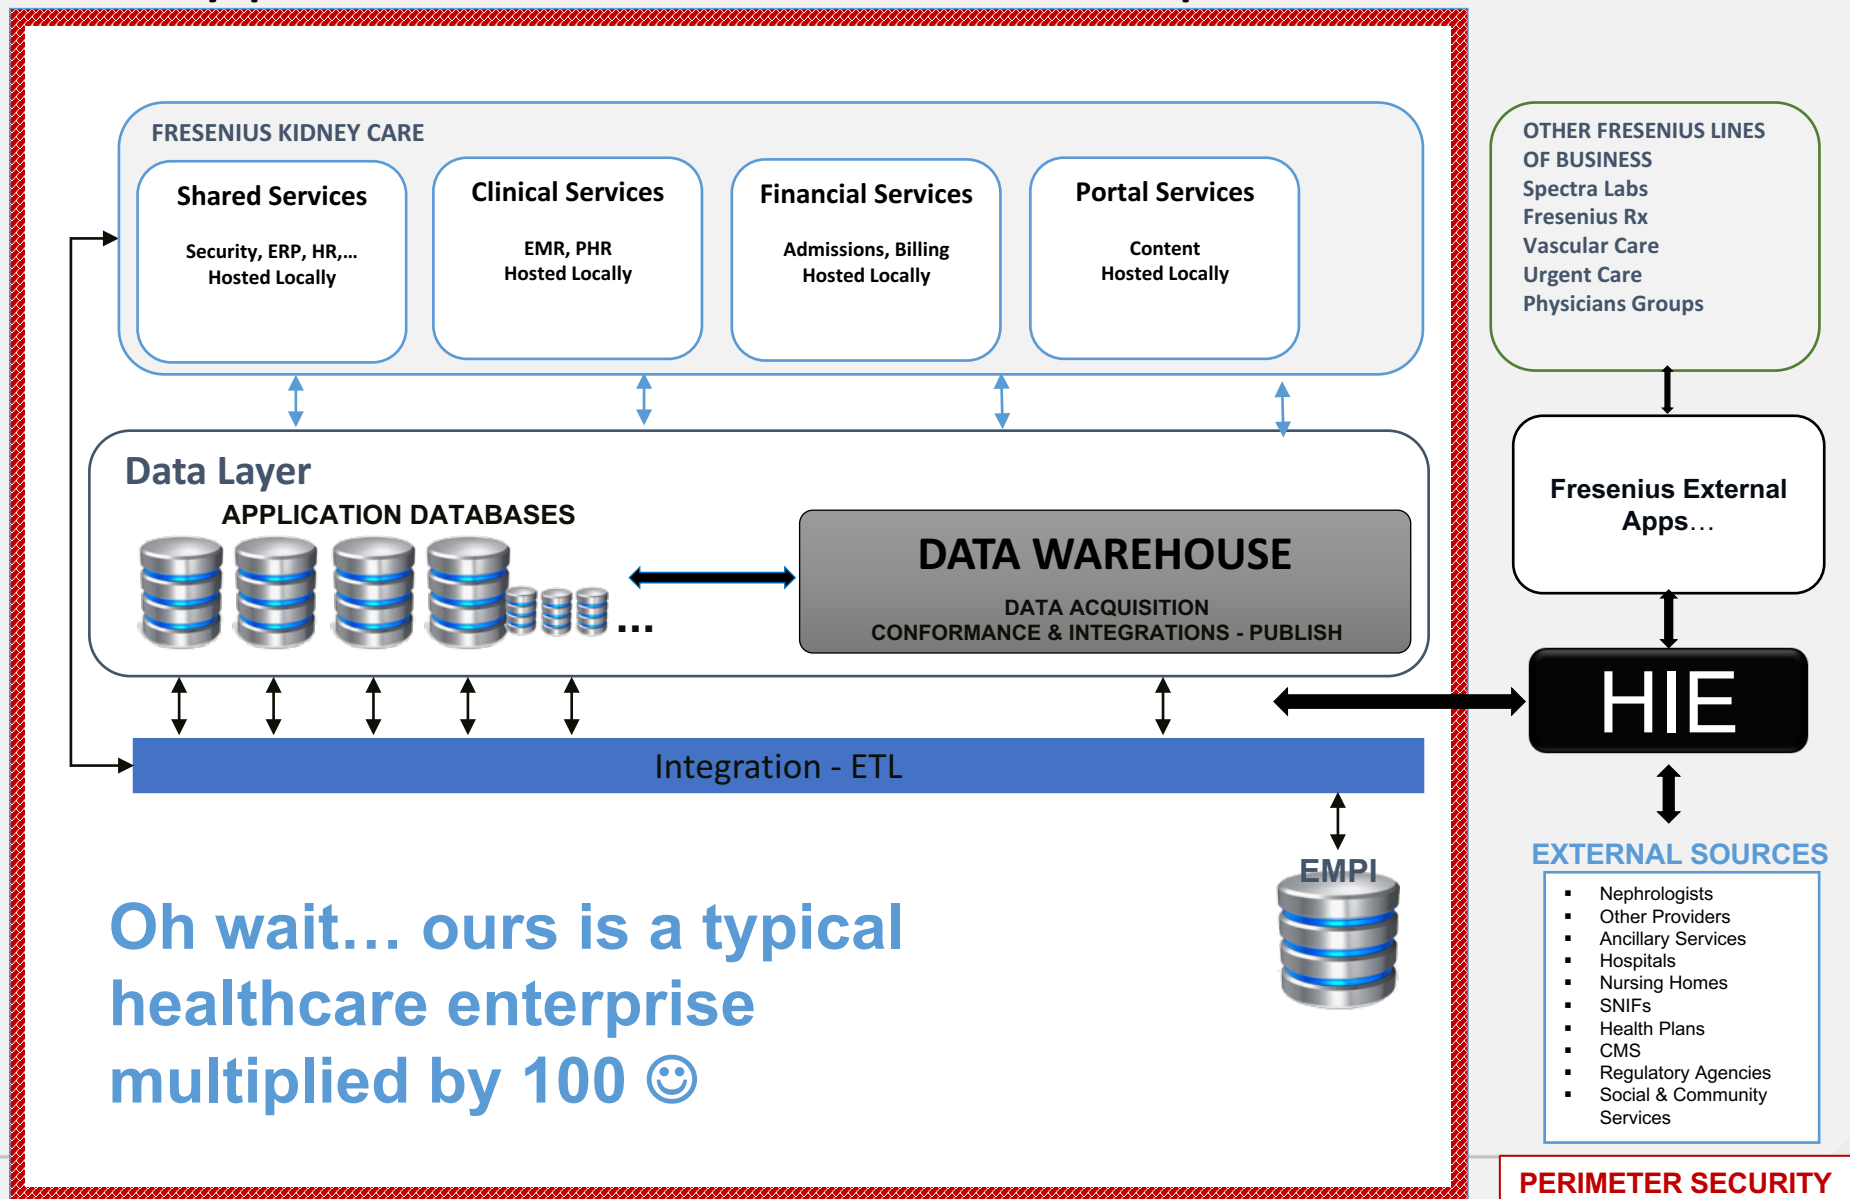 FRESENIUS KIDNEY CARE
Shared Services
Security, ERP, HR,...
Hosted Locally
Clinical Services
EMR, PHR
Hosted Locally
Financial Services
Admissions, Billing
Hosted Locally
Portal Services
Content
Hosted Locally
OTHER FRESENIUS LINES
OF BUSINESS
Spectra Labs
Fresenius Rx
Vascular Care
Urgent Care
Physicians Groups
Data Layer
APPLICATION DATABASES
...
DATA WAREHOUSE
DATA ACQUISITION
CONFORMANCE & INTEGRATIONS - PUBLISH
Fresenius External
Apps...
HIE
Integration - ETL
EMPI
EXTERNAL SOURCES
▪ Nephrologists
▪ Other Providers
▪ Ancillary Services
▪ Hospitals
▪ Nursing Homes
▪ SNIFs
▪ Health Plans
▪ CMS
▪ Regulatory Agencies
▪ Social & Community
Services
Oh wait... ours is a typical
healthcare enterprise
multiplied by 100 ☺
PERIMETER SECURITY